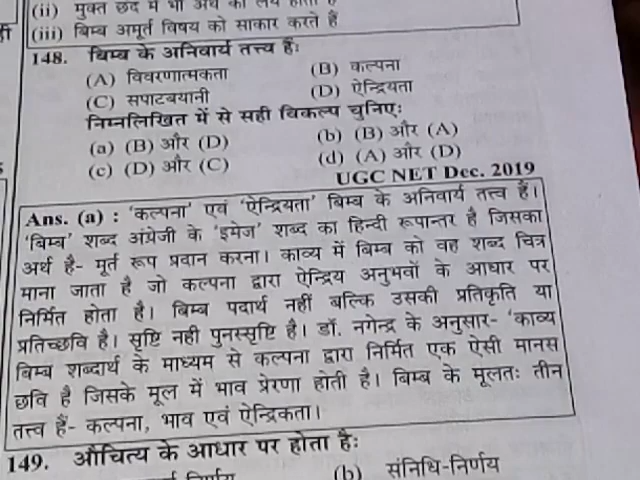 (ii) मुक्त छंद में भी अर्थ की लय होती है
(iii) बिम्ब अमूर्त विषय को साकार करते हैं
148. बिम्ब के अनिवार्य तत्त्व हैंः
(A) विवरणात्मकता (B) कल्पना
(C) सपाटबयानी (D) ऐन्द्रियता
निम्नलिखित में से सही विकल्प चुनिएः
(a) (B) और (D) (b) (B) और (A)
(c) (D) और (C) (d) (A) और (D)
UGC NET Dec. 2019
Ans. (a) : 'कल्पना' एवं 'ऐन्द्रियता' बिम्ब के अनिवार्य तत्त्व हैं।
'बिम्ब' शब्द अंग्रेजी के 'इमेज' शब्द का हिन्दी रूपान्तर है जिसका
अर्थ है- मूर्त रूप प्रदान करना। काव्य में बिम्ब को वह शब्द चित्र
माना जाता है जो कल्पना द्वारा ऐन्द्रिय अनुभवों के आधार पर
निर्मित होता है। बिम्ब पदार्थ नहीं बल्कि उसकी प्रतिकृति या
प्रतिच्छवि है। सृष्टि नही पुनस्सृष्टि है। डॉ. नगेन्द्र के अनुसार- 'काव्य
बिम्ब शब्दार्थ के माध्यम से कल्पना द्वारा निर्मित एक ऐसी मानस
छवि है जिसके मूल में भाव प्रेरणा होती है। बिम्ब के मूलतः तीन
तत्त्व हैं- कल्पना, भाव एवं ऐन्द्रिकता।
149. औचित्य के आधार पर होता हैः
(b) संनिधि-निर्णय